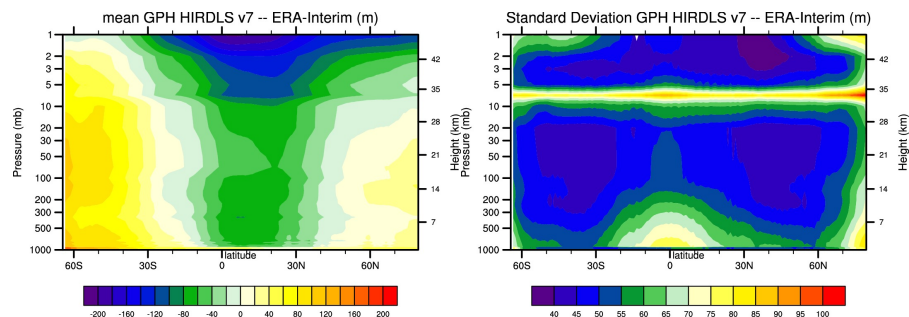 mean GPH HIRDLS v7 -- ERA-Interim (m)
1
2
3
5
10
20
30
50
100
200
300
500
1000
Pressure (mb)
42
35
28
21
14
7
Height (km)
60S
30S
0
30N
60N
latitude
-200 -160 -120 -80 -40 0 40 80 120 160 200
Standard Deviation GPH HIRDLS v7 -- ERA-Interim (m)
1
2
3
5
10
20
30
50
100
200
300
500
1000
Pressure (mb)
42
35
28
21
14
7
Height (km)
60S
30S
0
30N
60N
latitude
40 45 50 55 60 65 70 75 80 85 90 95 100